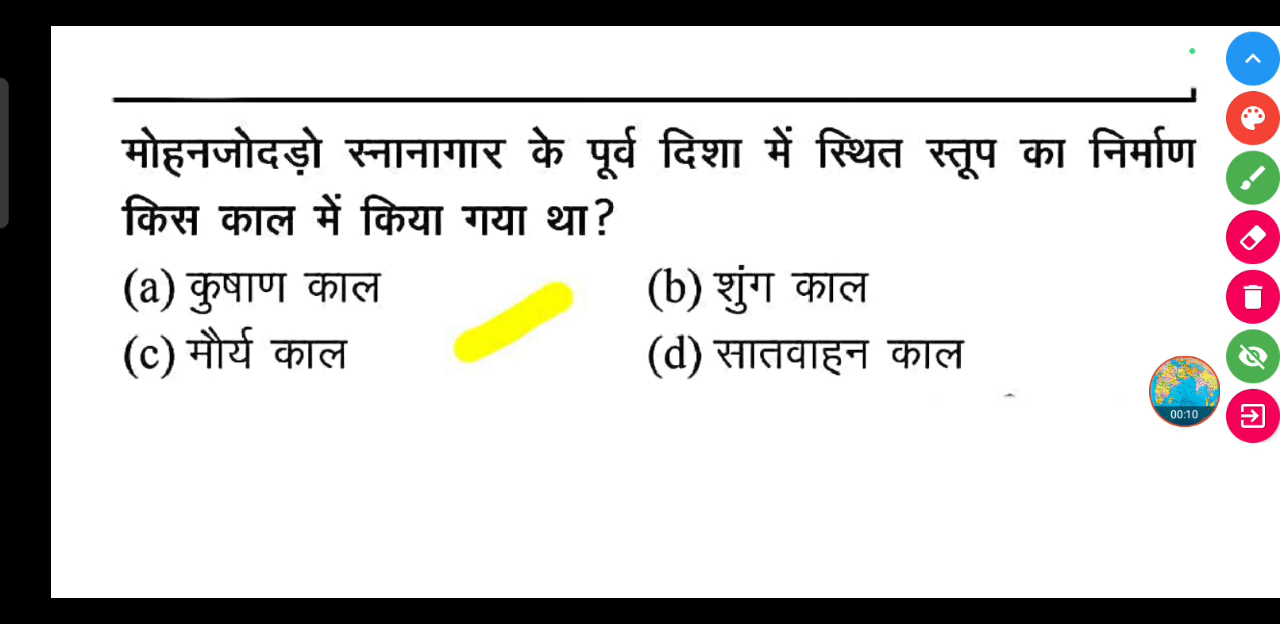 मोहनजोदड़ो स्नानागार के पूर्व दिशा में स्थित स्तूप का निर्माण
किस काल में किया गया था?
(a) कुषाण काल (b) शुंग काल
(c) मौर्य काल (d) सातवाहन काल
00:10